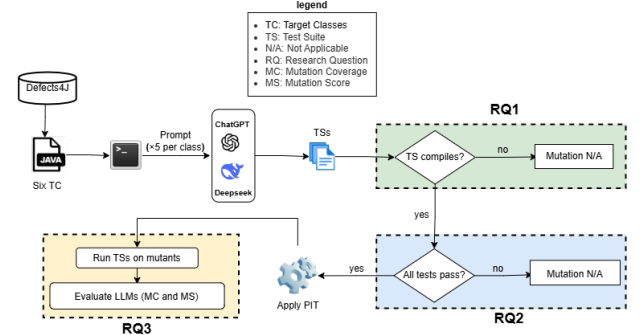 legend
TC: Target Classes
TS: Test Suite
N/A: Not Applicable
RQ: Research Question
MC: Mutation Coverage
MS: Mutation Score
Defects4J
JAVA
Six TC
>_
Prompt
(×5 per class)
ChatGPT
Deepseek
TSs
RQ1
TS compiles?
no
Mutation N/A
yes
All tests pass?
no
Mutation N/A
RQ2
yes
Apply PIT
Run TSs on mutants
Evaluate LLMs (MC and MS)
RQ3